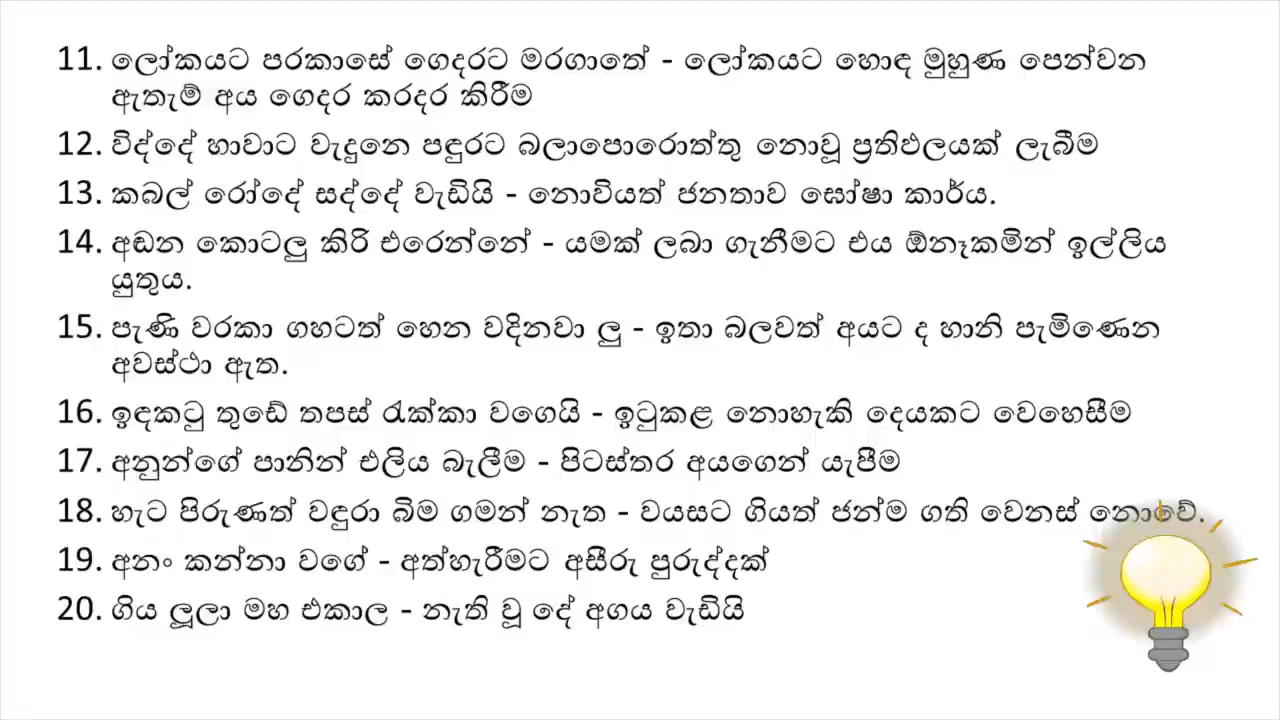 11. ලෝකයට පරකාසේ ගෙදරට මරගාතේ - ලෝකයට හොඳ මුහුණ පෙන්වන
ඇතැම් අය ගෙදර කරදර කිරීම
12. විද්දේ හාවාට වැදුනෙ පඳුරට බලාපොරොත්තු නොවූ ප්‍රතිඵලයක් ලැබීම
13. කබල් රෝදේ සද්දේ වැඩියි - නොවියත් ජනතාව ඝෝෂා කාර්ය.
14. අඬන කොටලු කිරි එරෙන්නේ - යමක් ලබා ගැනීමට එය ඕනෑකමින් ඉල්ලිය
යුතුය.
15. පැණි වරකා ගහටත් හෙන වදිනවා ලු - ඉතා බලවත් අයට ද හානි පැමිණෙන
අවස්ථා ඇත.
16. ඉඳකටු තුඩේ තපස් රැක්කා වගෙයි - ඉටුකළ නොහැකි දෙයකට වෙහෙසීම
17. අනුන්ගේ පානින් එලිය බැලීම - පිටස්තර අයගෙන් යැපීම
18. හැට පිරුණත් වඳුරා බිම ගමන් නැත - වයසට ගියත් ජන්ම ගති වෙනස් නොවේ.
19. අනං කන්නා වගේ - අත්හැරීමට අසීරු පුරුද්දක්
20. ගිය ලූලා මහ එකාල - නැති වූ දේ අගය වැඩියි